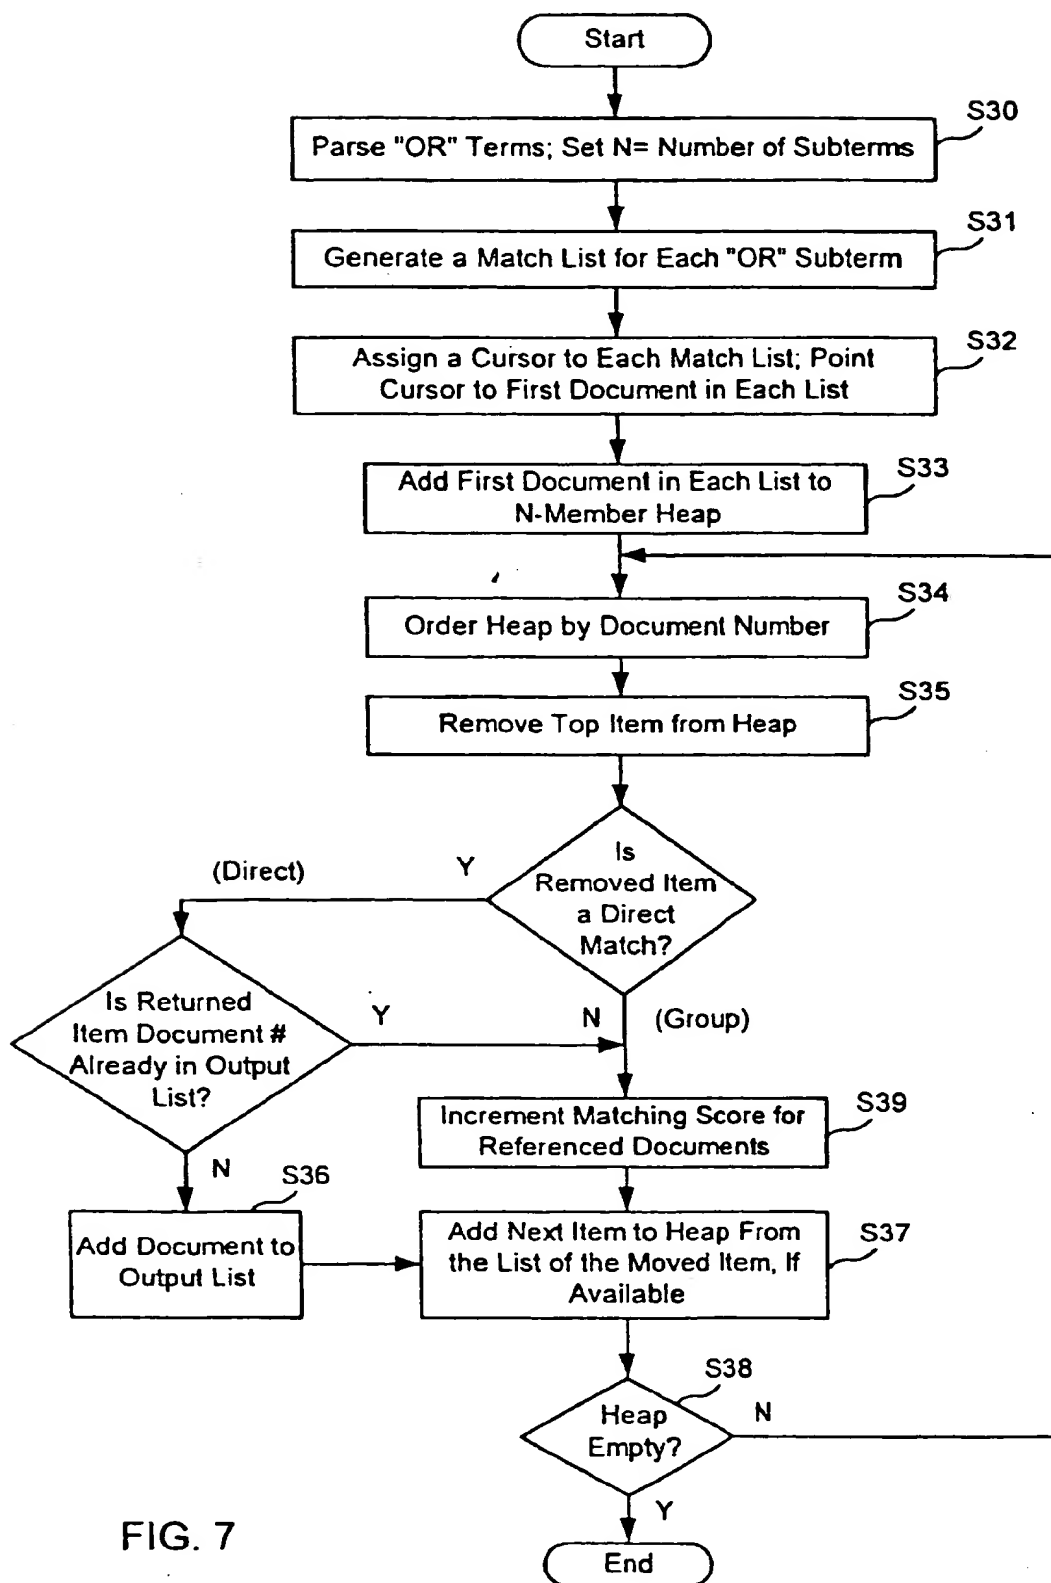 Start
S30
Parse "OR" Terms; Set N= Number of Subterms
S31
Generate a Match List for Each "OR" Subterm
S32
Assign a Cursor to Each Match List; Point
Cursor to First Document in Each List
S33
Add First Document in Each List to
N-Member Heap
S34
Order Heap by Document Number
S35
Remove Top Item from Heap
Is
Removed Item
a Direct
Match?
(Direct)
Y
Is Returned
Item Document #
Already in Output
List?
Y
N
(Group)
S39
Increment Matching Score for
Referenced Documents
N
S36
Add Document to
Output List
S37
Add Next Item to Heap From
the List of the Moved Item, If
Available
S38
Heap
Empty?
N
Y
End
FIG. 7